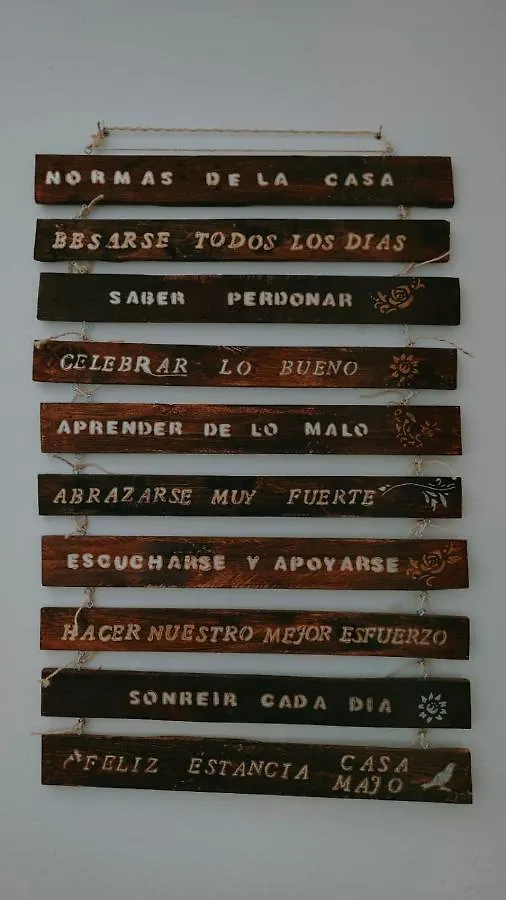 NORMAS DE LA CASA
BESARSE TODOS LOS DIAS
SABER PERDONAR
CELEBRAR LO BUENO
APRENDER DE LO MALO
ABRAZARSE MUY FUERTE
ESCUCHARSE Y APOYARSE
HACER NUESTRO MEJOR ESFUERZO
SONREIR CADA DIA
FELIZ ESTANCIA CASA
MAJO